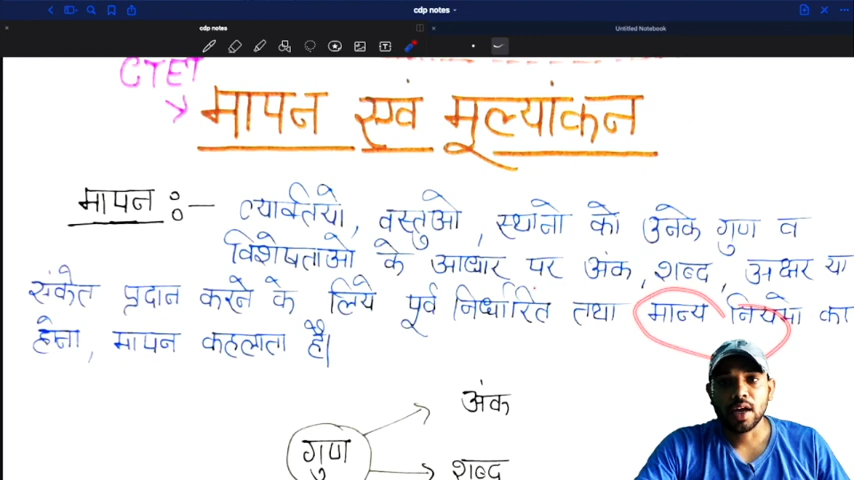 cdp notes
cdp notes
Untitled Notebook
CTET
मापन एवं मूल्यांकन
मापन :- व्यक्तियो, वस्तुओ, स्थानो को उनके गुण व
विशेषताओ के आधार पर अंक, शब्द, अक्षर या
संकेत प्रदान करने के लिये पूर्व निर्धारित तथा मान्य नियमो का
होना, मापन कहलाता है।
अंक
गुण
शब्द